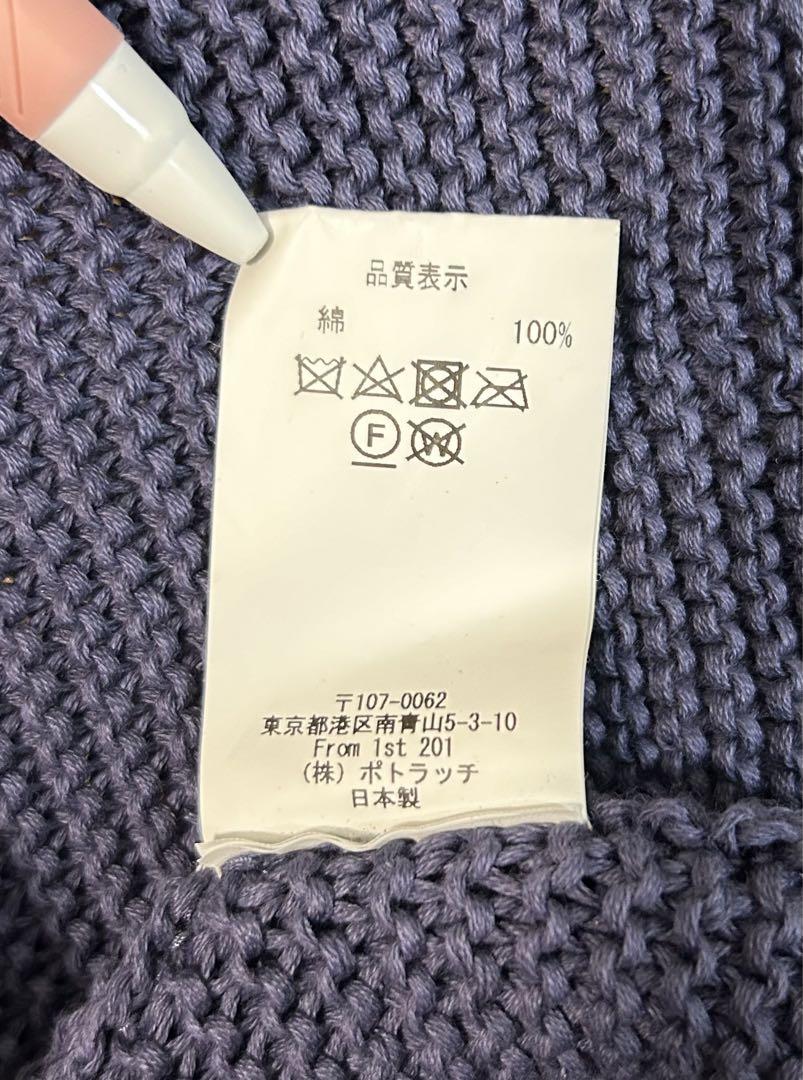 品質表示
綿 100%
F W
〒107-0062
東京都港区南青山5-3-10
From 1st 201
(株) ポトラッチ
日本製